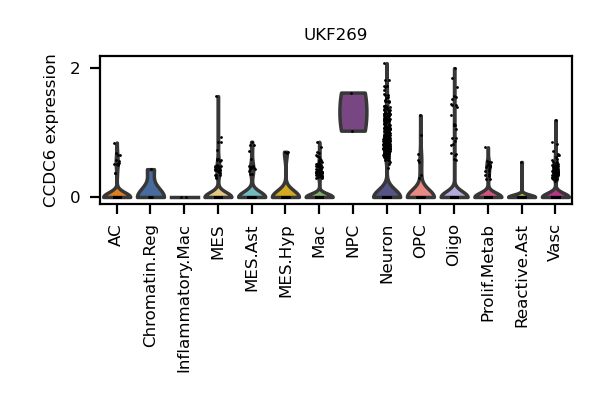 UKF269
CCDC6 expression
2
0
AC
Chromatin.Reg
Inflammatory.Mac
MES
MES.Ast
MES.Hyp
Mac
NPC
Neuron
OPC
Oligo
Prolif.Metab
Reactive.Ast
Vasc